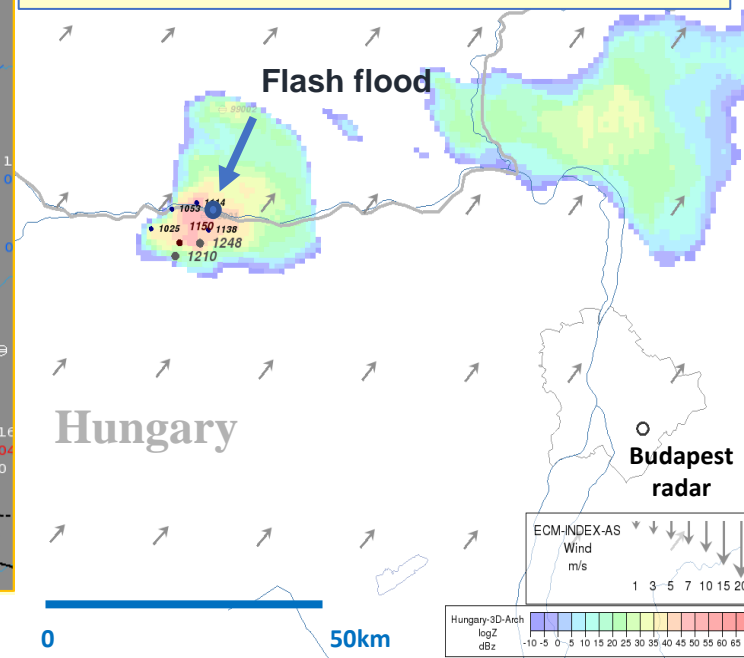 Flash flood
99002
1114
1053
1025
1150
1138
1248
1210
Hungary
Budapest
radar
ECM-INDEX-AS
Wind
m/s
1 3 5 7 10 15 20
0
50km
Hungary-3D-Arch
logZ
dBz
-10 -5 0 5 10 15 20 25 30 35 40 45 50 55 60 65